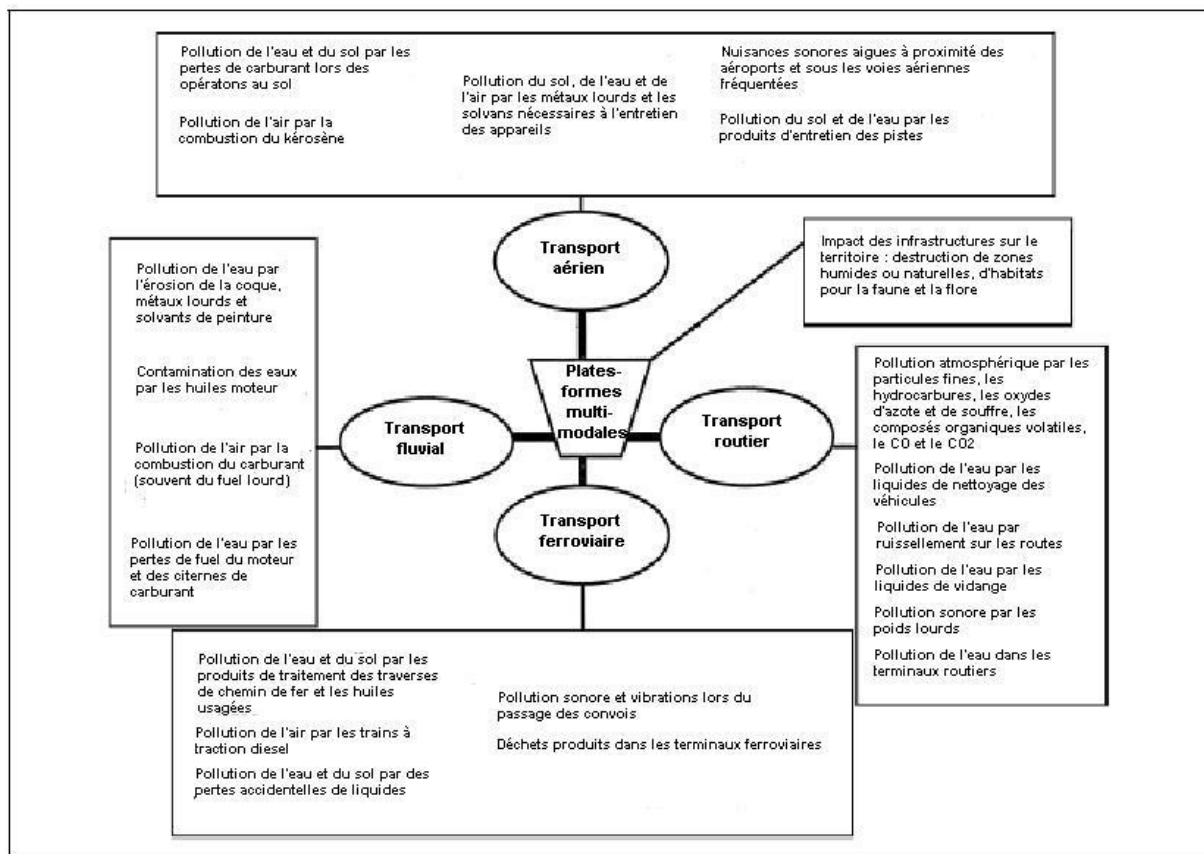 Pollution de l'eau et du sol par les
pertes de carburant lors des
opératons au sol
Pollution de l'air par la
combustion du kérosène
Pollution du sol, de l'eau et de
l'air par les métaux lourds et les
solvans nécessaires à l'entretien
des appareils
Nuisances sonores aigues à proximité des
aéroports et sous les voies aériennes
fréquentées
Pollution du sol et de l'eau par les
produits d'entretien des pistes
Transport
aérien
Impact des infrastructures sur le
territoire : destruction de zones
humides ou naturelles, d'habitats
pour la faune et la flore
Pollution de l'eau par
l'érosion de la coque,
métaux lourds et
solvants de peinture
Contamination des eaux
par les huiles moteur
Pollution de l'air par la
combustion du carburant
(souvent du fuel lourd)
Pollution de l'eau par les
pertes de fuel du moteur
et des citernes de
carburant
Transport
fluvial
Plates-
formes
multi-
modales
Transport
routier
Pollution atmosphérique par les
particules fines, les
hydrocarbures, les oxydes
d'azote et de souffre, les
composés organiques volatiles,
le CO et le CO2
Pollution de l'eau par les
liquides de nettoyage des
véhicules
Pollution de l'eau par
ruissellement sur les routes
Pollution de l'eau par les
liquides de vidange
Pollution sonore par les
poids lourds
Pollution de l'eau dans les
terminaux routiers
Transport
ferroviaire
Pollution de l'eau et du sol par les
produits de traitement des traverses
de chemin de fer et les huiles
usagées
Pollution de l'air par les trains à
traction diesel
Pollution de l'eau et du sol par des
pertes accidentelles de liquides
Pollution sonore et vibrations lors du
passage des convois
Déchets produits dans les terminaux ferroviaires